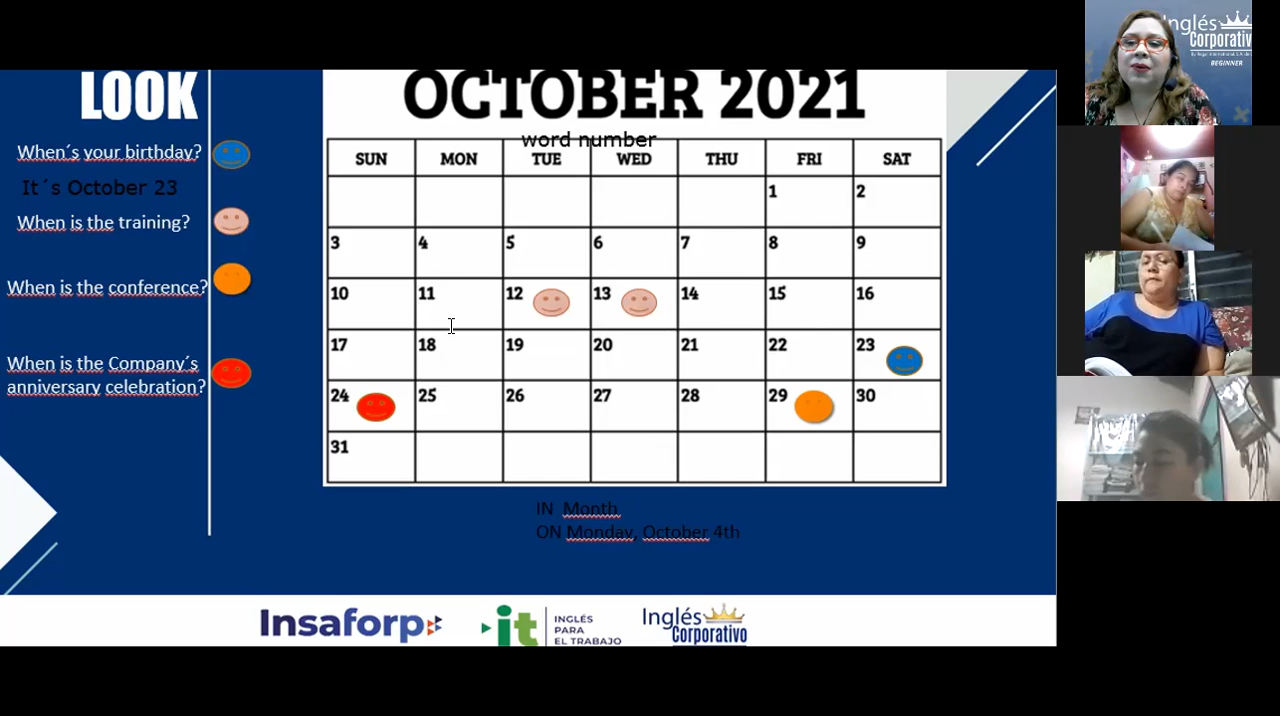 LOOK
When´s your birthday?
It´s October 23
When is the training?
When is the conference?
When is the Company´s
anniversary celebration?
OCTOBER 2021
word number
SUN MON TUE WED THU FRI SAT
1 2
3 4 5 6 7 8 9
10 11 12 13 14 15 16
17 18 19 20 21 22 23
24 25 26 27 28 29 30
31
IN Month
ON Monday, October 4th
Insaforp
it
INGLÉS
PARA
EL TRABAJO
Inglés
Corporativo
Inglés
Corporativo
BEGINNER